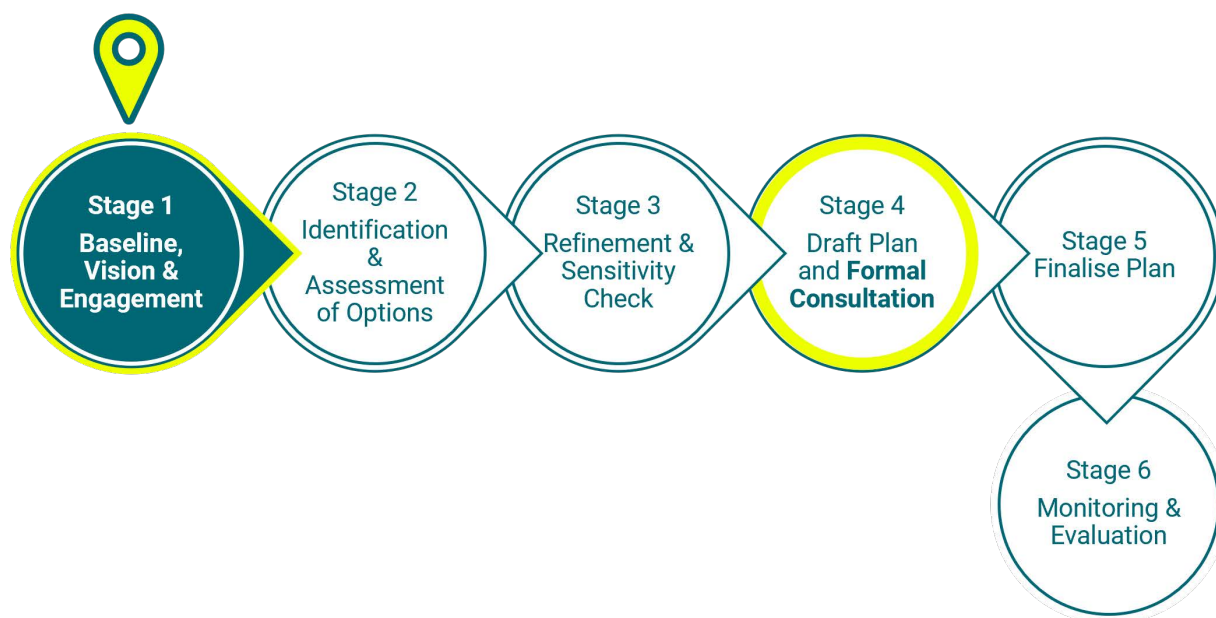 Stage 1
Baseline,
Vision &
Engagement
Stage 2
Identification
&
Assessment
of Options
Stage 3
Refinement &
Sensitivity
Check
Stage 4
Draft Plan
and Formal
Consultation
Stage 5
Finalise Plan
Stage 6
Monitoring &
Evaluation